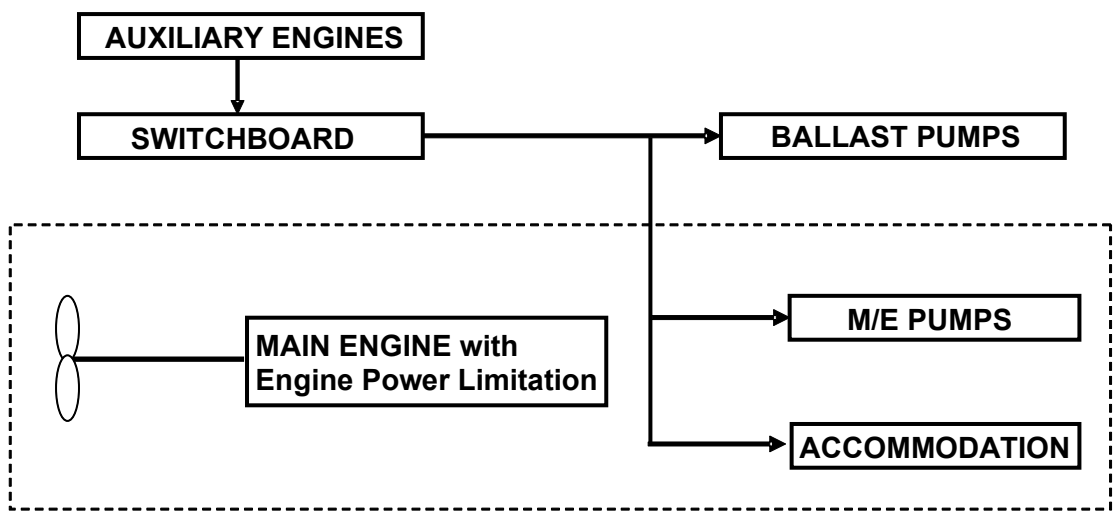 AUXILIARY ENGINES
SWITCHBOARD
BALLAST PUMPS
MAIN ENGINE with
Engine Power Limitation
M/E PUMPS
ACCOMMODATION